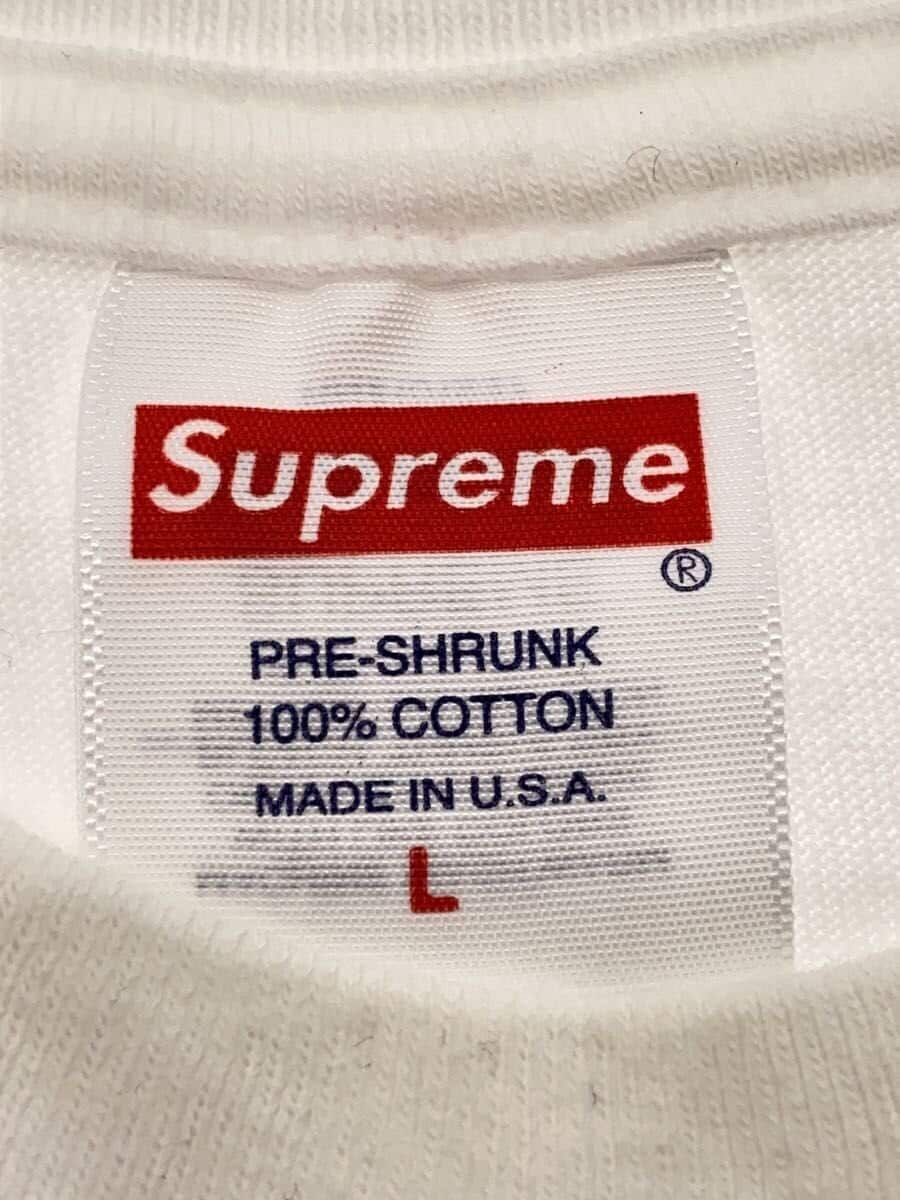 Supreme
®
PRE-SHRUNK
100% COTTON
MADE IN U.S.A.
L